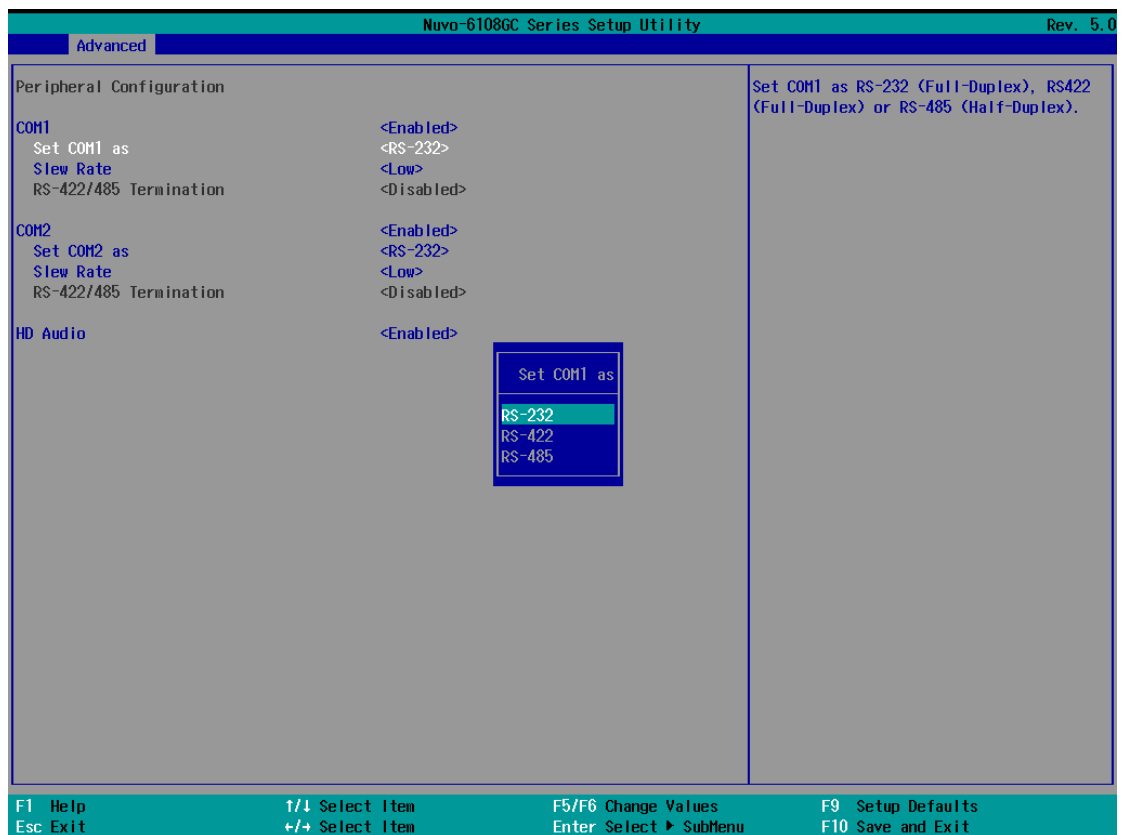 Nuvo-6108GC Series Setup Utility Rev. 5.0
Advanced
Peripheral Configuration
COM1 <Enabled>
Set COM1 as <RS-232>
Slew Rate <Low>
RS-422/485 Termination <Disabled>
COM2 <Enabled>
Set COM2 as <RS-232>
Slew Rate <Low>
RS-422/485 Termination <Disabled>
HD Audio <Enabled>
Set COM1 as
RS-232
RS-422
RS-485
Set COM1 as RS-232 (Full-Duplex), RS422
(Full-Duplex) or RS-485 (Half-Duplex).
F1 Help ↑/↓ Select Item F5/F6 Change Values F9 Setup Defaults
Esc Exit ←/→ Select Item Enter Select ▶ SubMenu F10 Save and Exit